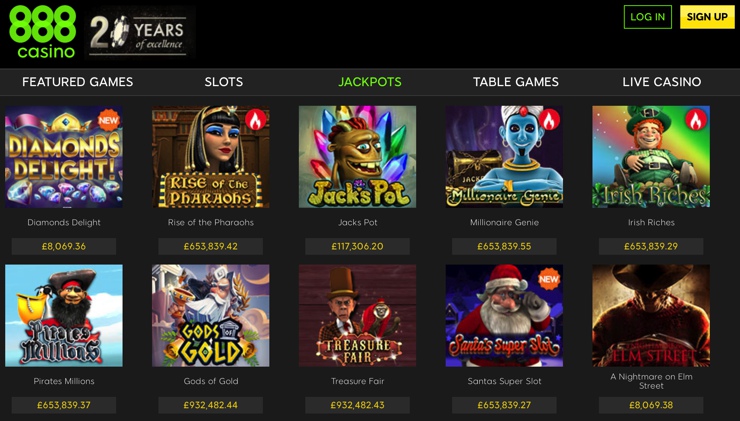 888
casino
20 YEARS
of excellence
LOG IN
SIGN UP
FEATURED GAMES
SLOTS
JACKPOTS
TABLE GAMES
LIVE CASINO
NEW
DIAMONDS
DELIGHT!
RISE OF THE
PHARAOHS
Jack's Pot
JACK
Millionaire Genie
Irish Riches
Diamonds Delight
Rise of the Pharaohs
Jacks Pot
Millionaire Genie
Irish Riches
£8,069.36
£653,839.42
£117,306.20
£653,839.55
£653,839.29
Pirates
Millions
GODS OF
GOLD
TREASURE
FAIR
NEW
Santa's Super Slot
ELM STREET
Pirates Millions
Gods of Gold
Treasure Fair
Santas Super Slot
A Nightmare on Elm
Street
£653,839.37
£932,482.44
£932,482.43
£653,839.27
£8,069.38